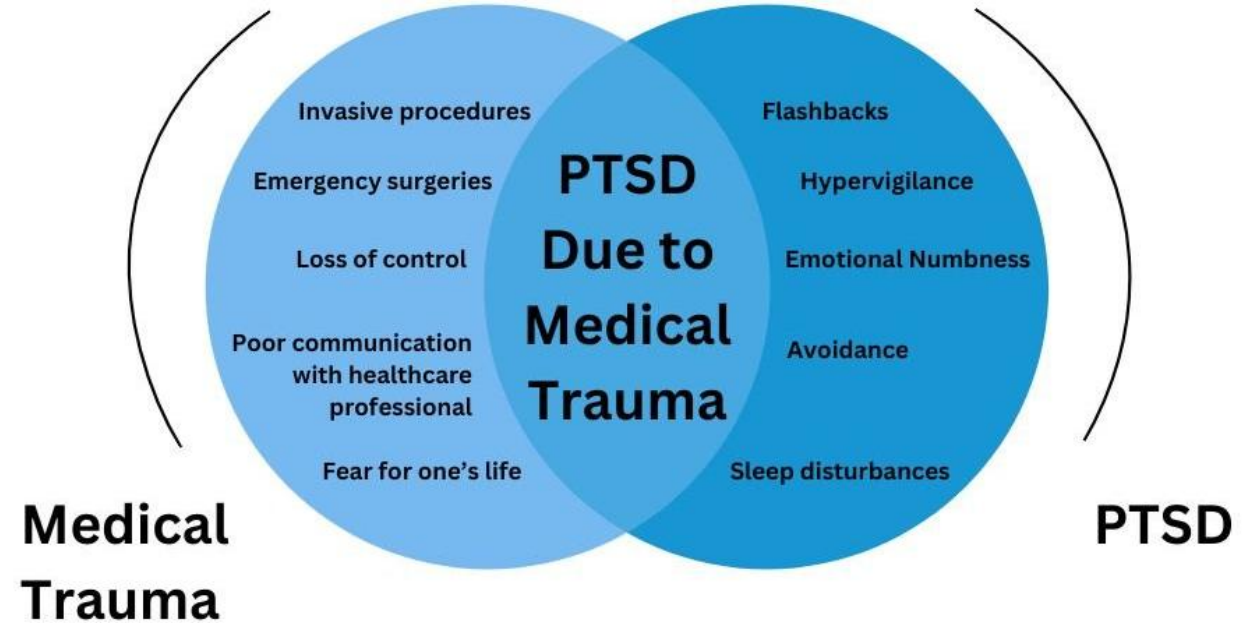 Invasive procedures
Emergency surgeries
Loss of control
Poor communication
with healthcare
professional
Fear for one’s life
PTSD
Due to
Medical
Trauma
Flashbacks
Hypervigilance
Emotional Numbness
Avoidance
Sleep disturbances
Medical
Trauma
PTSD